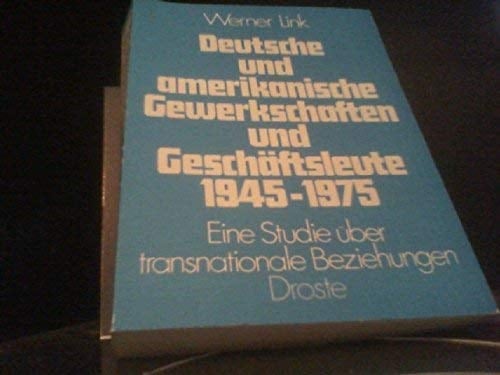 Werner Link
Deutsche
und
amerikanische
Gewerkschaften
und
Geschäftsleute
1945-1975
Eine Studie über
transnationale Beziehungen
Droste